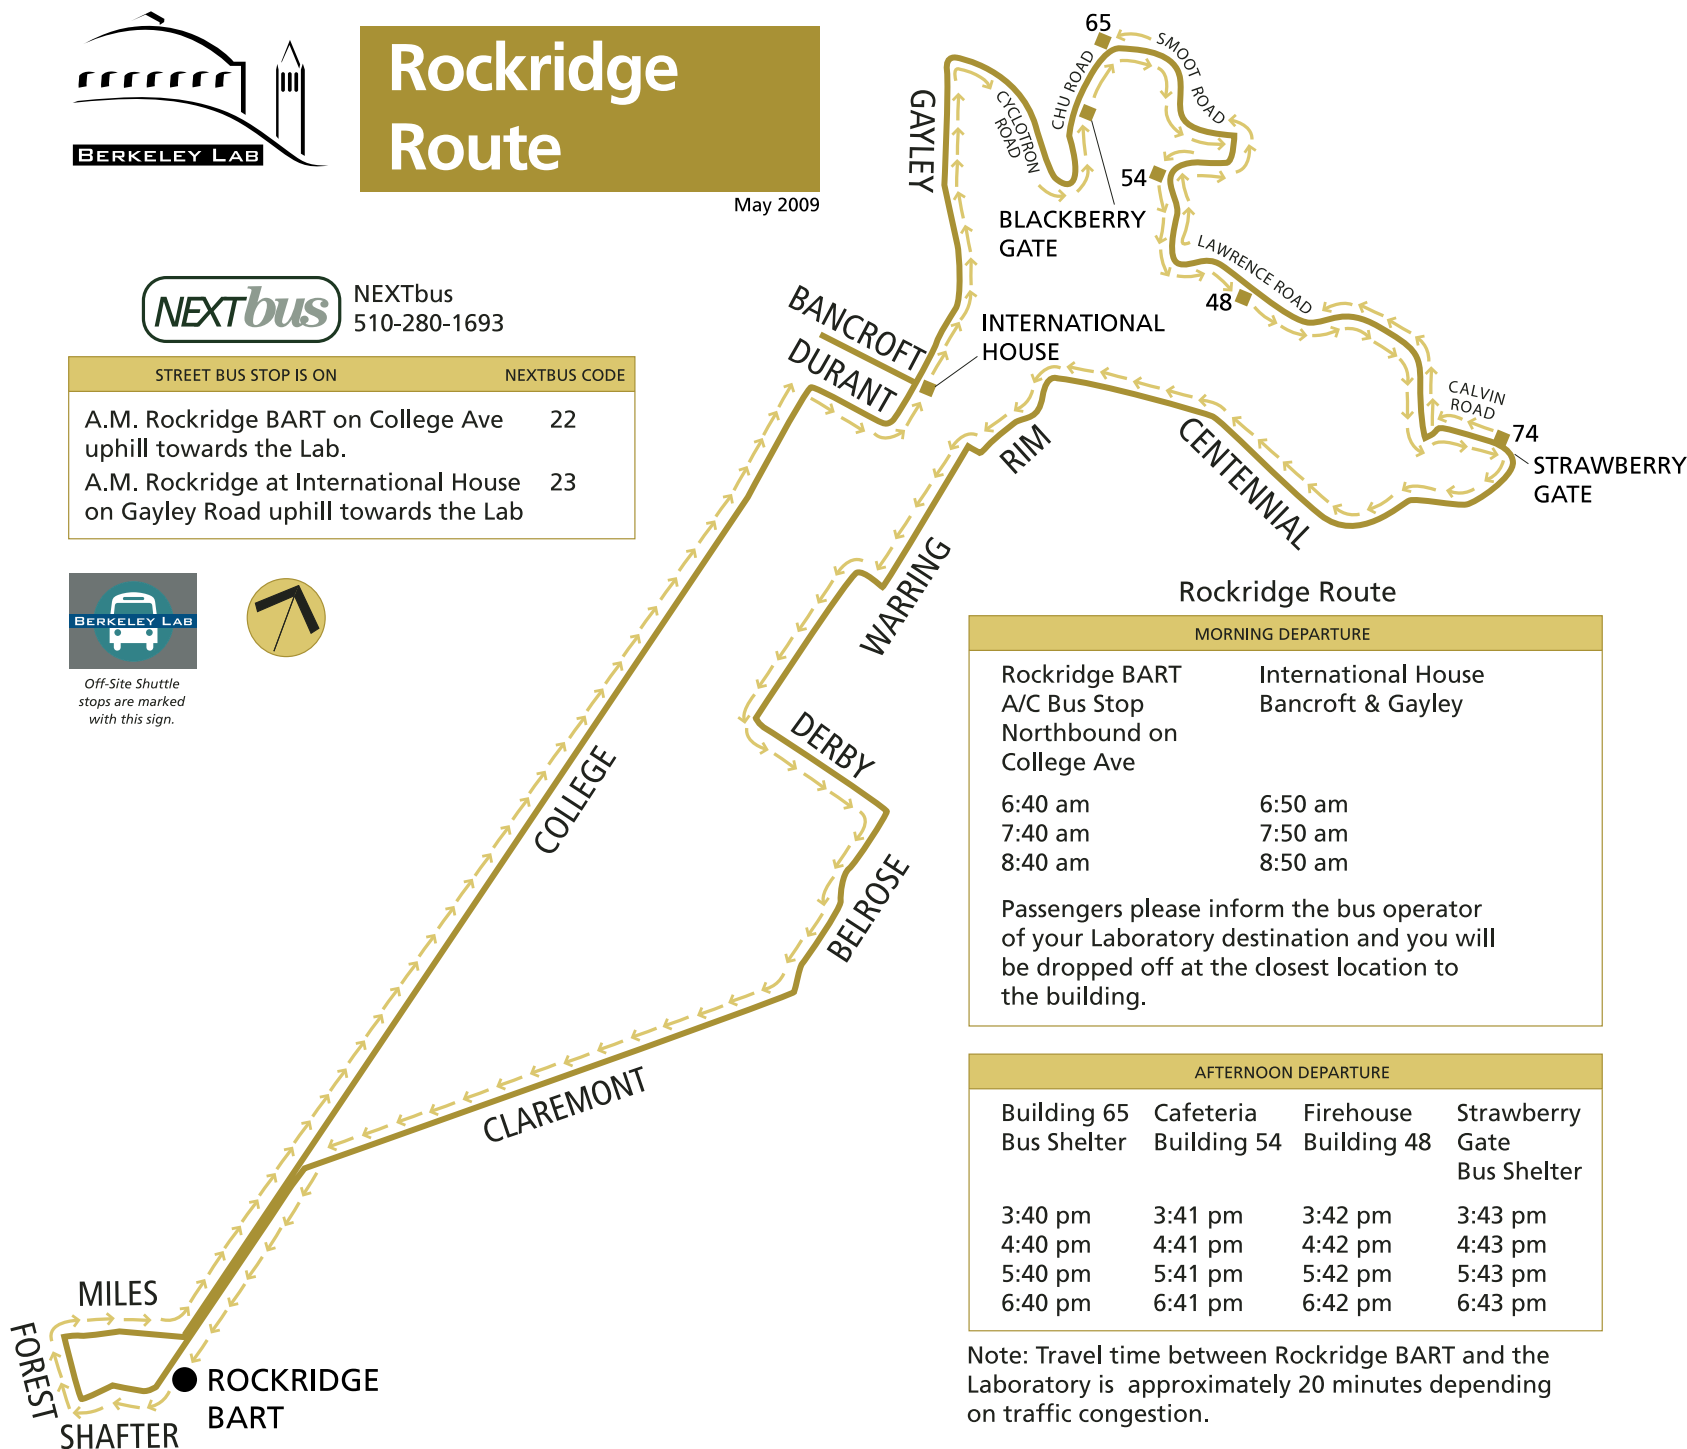 BERKELEY LAB
Rockridge
Route
May 2009
NEXTbus
NEXTbus
510-280-1693
STREET BUS STOP IS ON NEXTBUS CODE
A.M. Rockridge BART on College Ave 22
uphill towards the Lab.
A.M. Rockridge at International House 23
on Gayley Road uphill towards the Lab
BERKELEY LAB
Off-Site Shuttle
stops are marked
with this sign.
65
SMOOT ROAD
CHU ROAD
CYCLOTRON
ROAD
GAYLEY
54
BLACKBERRY
GATE
LAWRENCE ROAD
48
BANCROFT
INTERNATIONAL
HOUSE
DURANT
CALVIN
ROAD
74
STRAWBERRY
GATE
RIM
CENTENNIAL
WARRING
DERBY
COLLEGE
BELROSE
CLAREMONT
MILES
FOREST
SHAFTER
ROCKRIDGE
BART
Rockridge Route
MORNING DEPARTURE
Rockridge BART International House
A/C Bus Stop Bancroft & Gayley
Northbound on
College Ave
6:40 am 6:50 am
7:40 am 7:50 am
8:40 am 8:50 am
Passengers please inform the bus operator
of your Laboratory destination and you will
be dropped off at the closest location to
the building.
AFTERNOON DEPARTURE
Building 65 Cafeteria Firehouse Strawberry
Bus Shelter Building 54 Building 48 Gate
Bus Shelter
3:40 pm 3:41 pm 3:42 pm 3:43 pm
4:40 pm 4:41 pm 4:42 pm 4:43 pm
5:40 pm 5:41 pm 5:42 pm 5:43 pm
6:40 pm 6:41 pm 6:42 pm 6:43 pm
Note: Travel time between Rockridge BART and the
Laboratory is approximately 20 minutes depending
on traffic congestion.